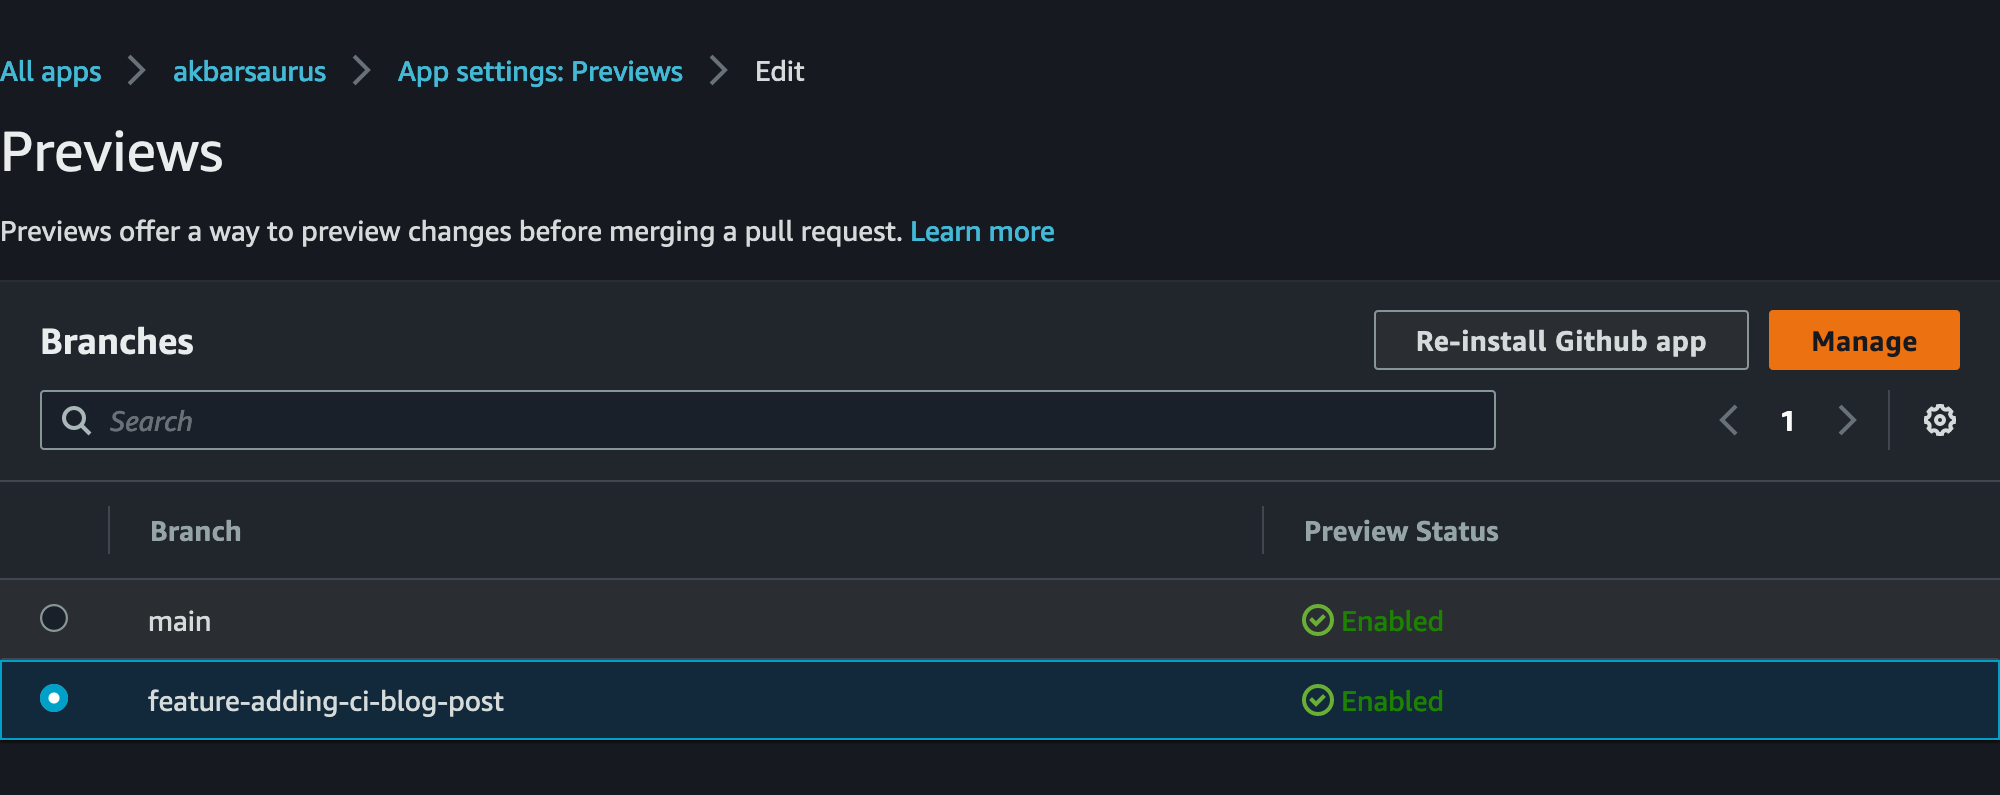 All apps > akbarsaurus > App settings: Previews > Edit
Previews
Previews offer a way to preview changes before merging a pull request. Learn more
Branches Re-install Github app Manage
Search 1
Branch Preview Status
main Enabled
feature-adding-ci-blog-post Enabled